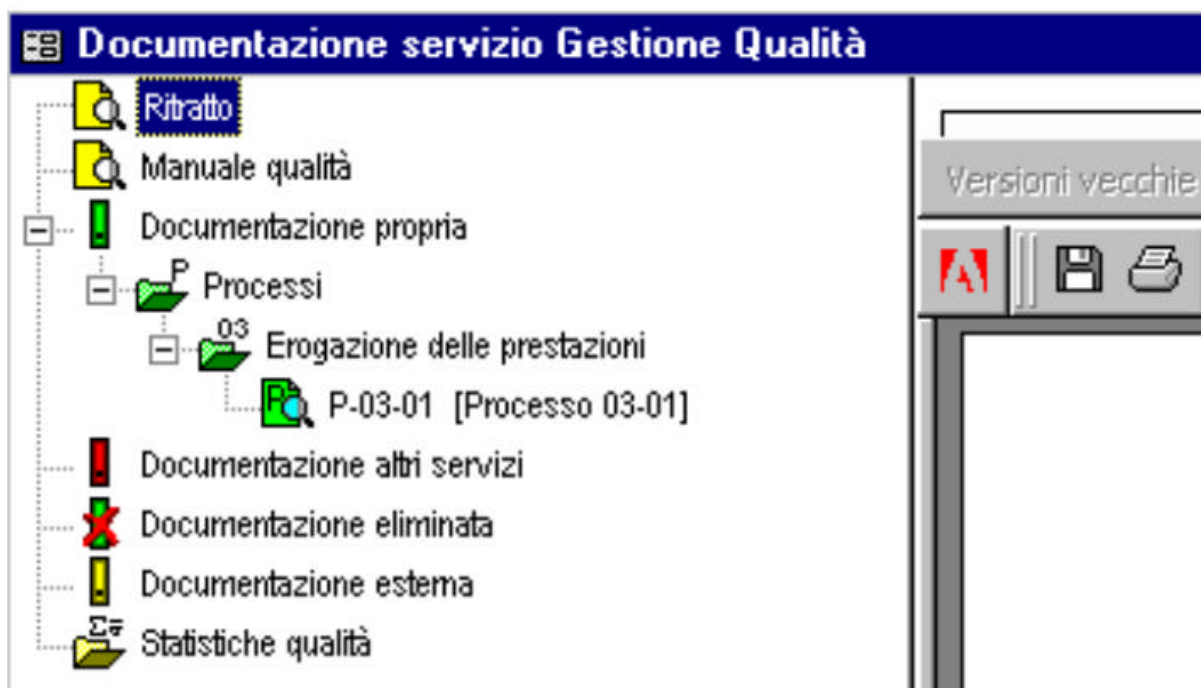 Documentazione servizio Gestione Qualità
Ritratto
Manuale qualità
Documentazione propria
P
Processi
03
Erogazione delle prestazioni
P-03-01 [Processo 03-01]
Documentazione altri servizi
Documentazione eliminata
Documentazione esterna
Statistiche qualità
Versioni vecchie